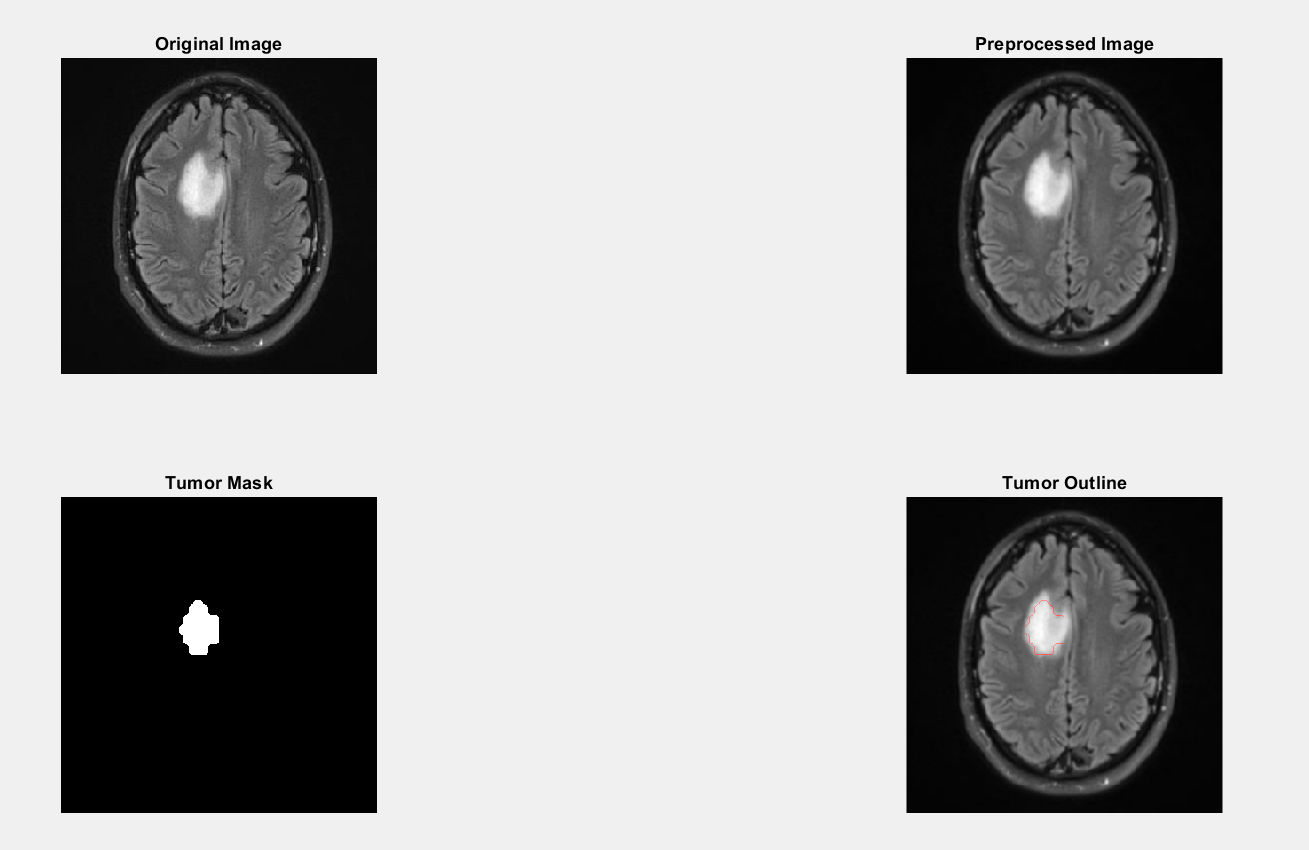 Original Image
Preprocessed Image
Tumor Mask
Tumor Outline